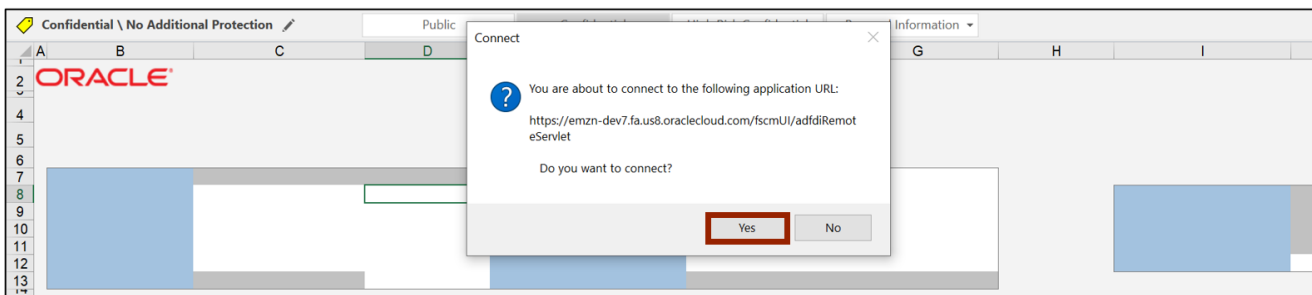 Confidential \ No Additional Protection
Public
Information
Connect
A B C D G H I
2 ORACLE
4
5
6
7
8
9
10
11
12
13
You are about to connect to the following application URL:
https://emzn-dev7.fa.us8.oraclecloud.com/fscmUI/adfdiRemot
eServlet
Do you want to connect?
Yes No